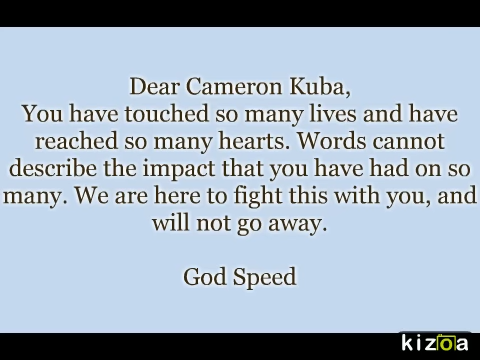 Dear Cameron Kuba,
You have touched so many lives and have
reached so many hearts. Words cannot
describe the impact that you have had on so
many. We are here to fight this with you, and
will not go away.
God Speed
kizoa